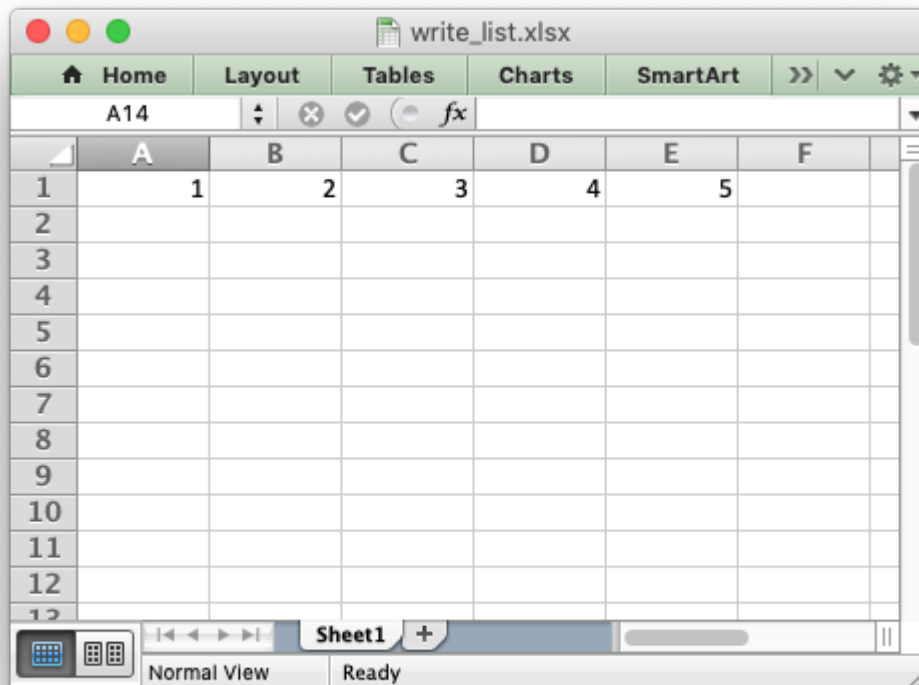 write_list.xlsx
Home Layout Tables Charts SmartArt
A14 fx
A B C D E F
1 1 2 3 4 5
2
3
4
5
6
7
8
9
10
11
12
13
Sheet1 +
Normal View Ready